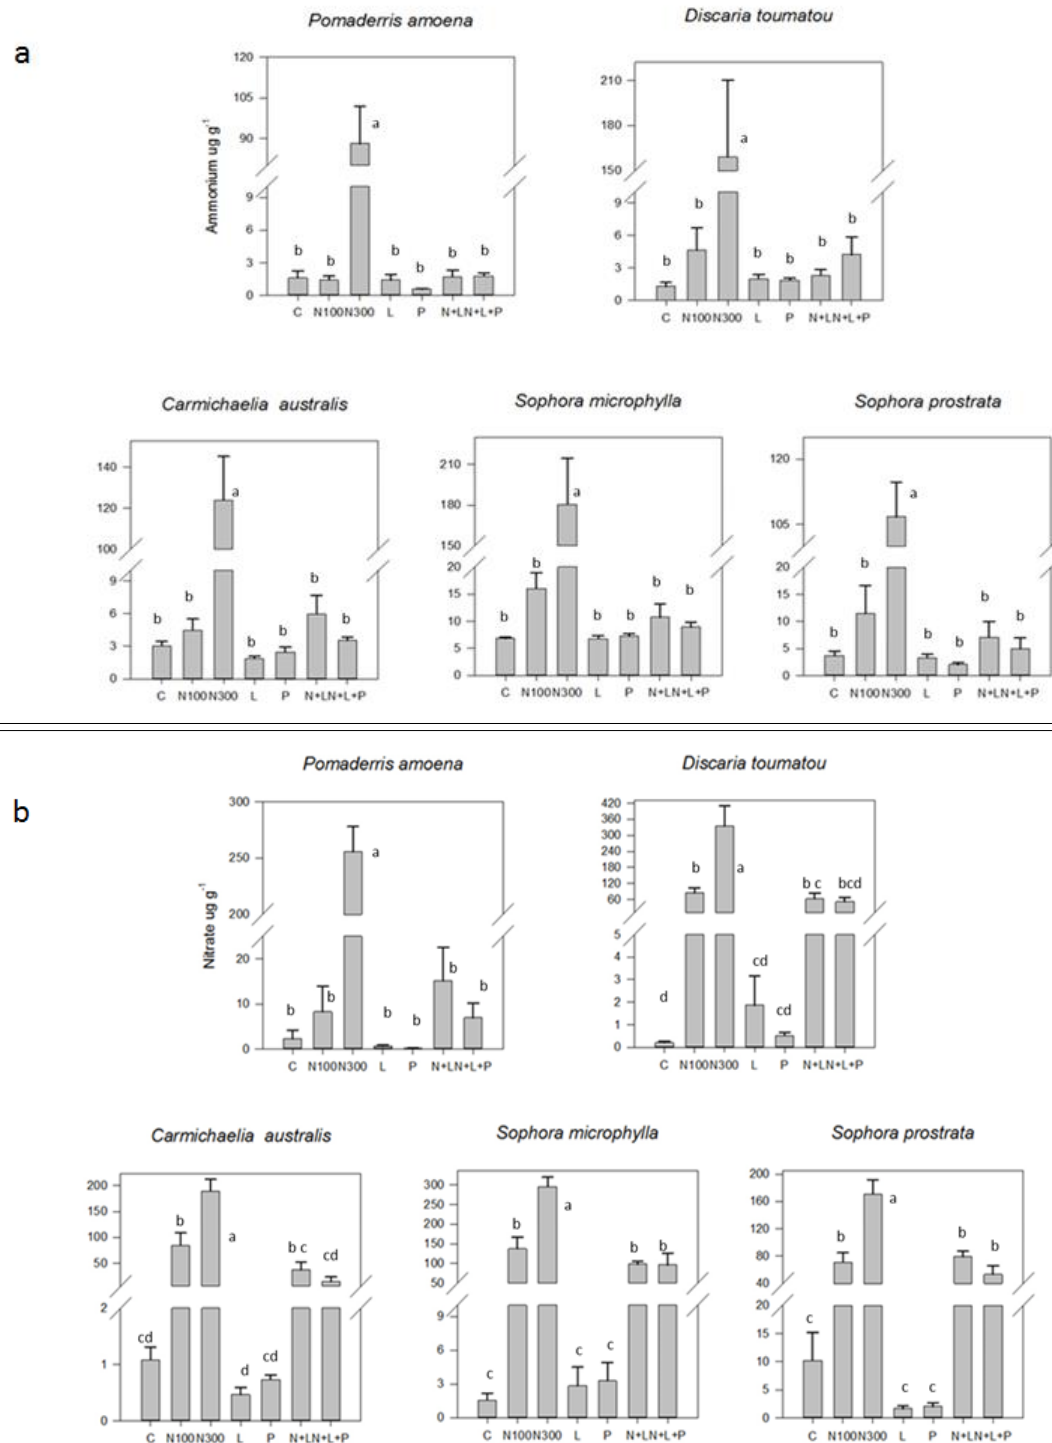 Pomaderris amoena
Discaria toumatou
a
Ammonium ug g-1
120
105
90
9
6
3
0
a
b b b b b b
C N100 N300 L P N+L N+L+P
210
180
150
9
6
3
0
a
b b b b b b
C N100 N300 L P N+L N+L+P
Carmichaelia australis
Sophora microphylla
Sophora prostrata
140
120
100
9
6
3
0
a
b b b b b b
C N100 N300 L P N+L N+L+P
210
180
150
20
15
10
5
0
a
b b b b b b
C N100 N300 L P N+L N+L+P
120
105
20
15
10
5
0
a
b b b b b b
C N100 N300 L P N+L N+L+P
Pomaderris amoena
Discaria toumatou
b
Nitrate ug g-1
300
250
200
20
10
0
a
b b b b b b
C N100 N300 L P N+L N+L+P
420
360
300
240
180
120
60
5
4
3
2
1
0
d b a cd cd b c bcd
C N100 N300 L P N+L N+L+P
Carmichaelia australis
Sophora microphylla
Sophora prostrata
200
150
100
50
2
1
0
cd b a d cd b c cd
C N100 N300 L P N+L N+L+P
300
250
200
150
100
50
9
6
3
0
c b a c c b b
C N100 N300 L P N+L N+L+P
200
160
120
80
40
20
15
10
5
0
c b a c c b b
C N100 N300 L P N+L N+L+P